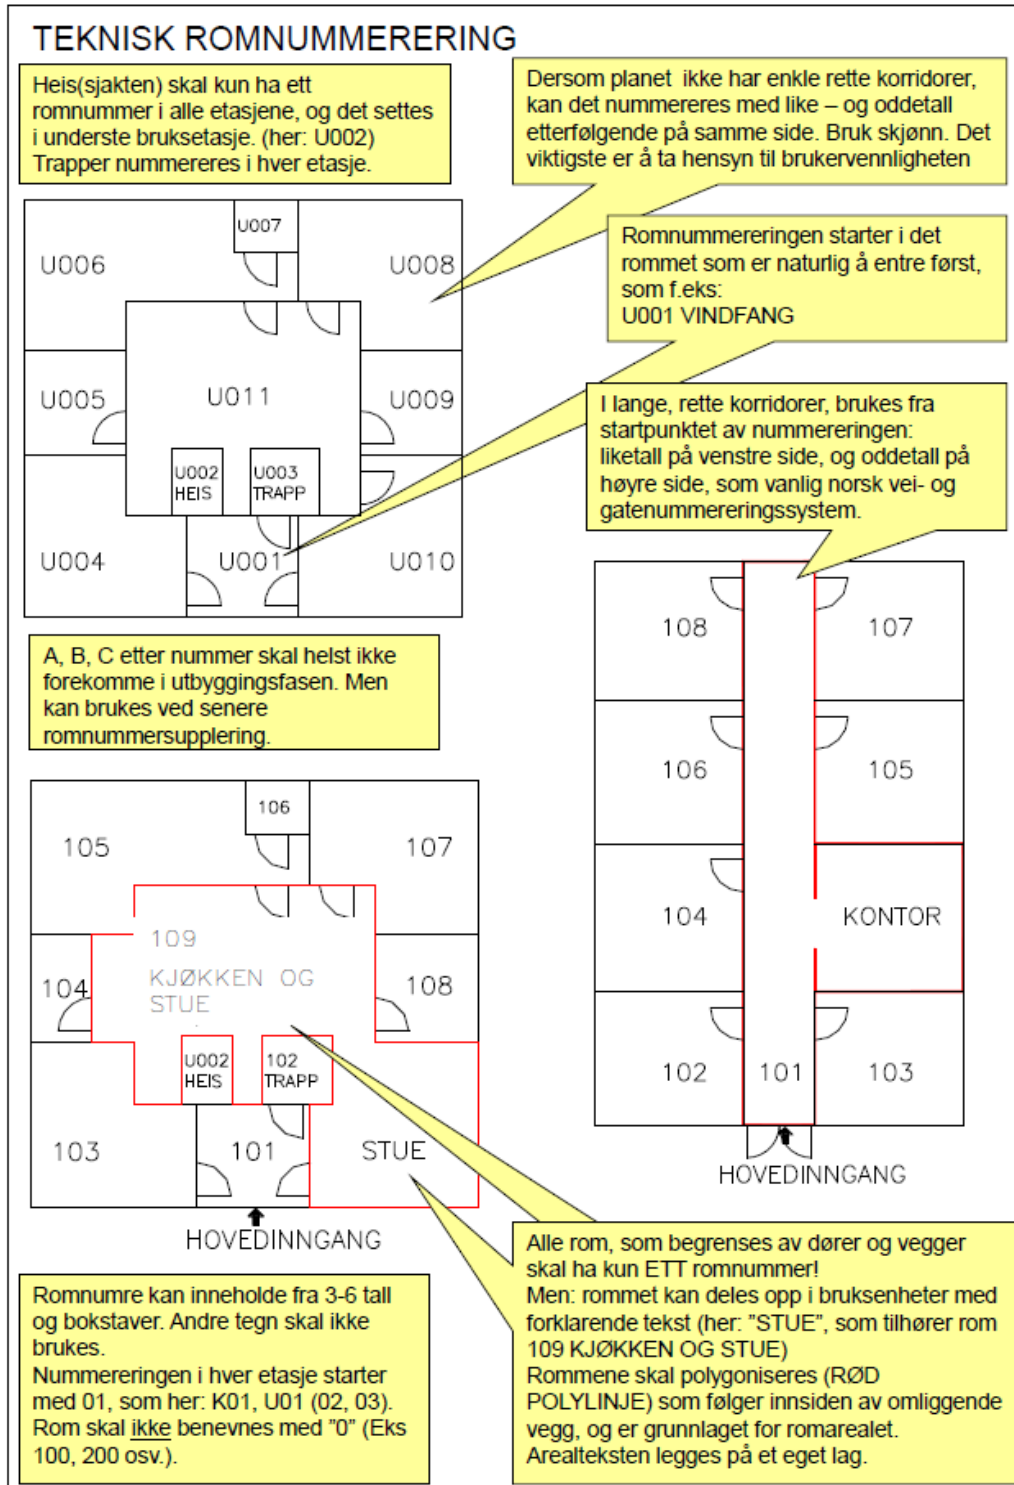 TEKNISK ROMNUMMERERING
Heis(sjakten) skal kun ha ett
romnummer i alle etasjene, og det settes
i underste bruksetasje. (her: U002)
Trapper nummereres i hver etasje.
Dersom planet ikke har enkle rette korridorer,
kan det nummereres med like – og oddetall
etterfølgende på samme side. Bruk skjønn. Det
viktigste er å ta hensyn til brukervennligheten
Romnummereringen starter i det
rommet som er naturlig å entre først,
som f.eks:
U001 VINDFANG
I lange, rette korridorer, brukes fra
startpunktet av nummereringen:
liketall på venstre side, og oddetall på
høyre side, som vanlig norsk vei- og
gatenummereringssystem.
U007
U006
U008
U005
U011
U009
U002
HEIS
U003
TRAPP
U004
U001
U010
A, B, C etter nummer skal helst ikke
forekomme i utbyggingsfasen. Men
kan brukes ved senere
romnummersupplering.
108
107
106
105
104
KONTOR
102
101
103
HOVEDINNGANG
106
105
107
109
KJØKKEN OG
STUE
104
108
U002
HEIS
102
TRAPP
103
101
STUE
HOVEDINNGANG
Romnumre kan inneholde fra 3-6 tall
og bokstaver. Andre tegn skal ikke
brukes.
Nummereringen i hver etasje starter
med 01, som her: K01, U01 (02, 03).
Rom skal ikke benevnes med "0" (Eks
100, 200 osv.).
Alle rom, som begrenses av dører og vegger
skal ha kun ETT romnummer!
Men: rommet kan deles opp i bruksenheter med
forklarende tekst (her: "STUE", som tilhører rom
109 KJØKKEN OG STUE)
Rommene skal polygoniseres (RØD
POLYLINJE) som følger innsiden av omliggende
vegg, og er grunnlaget for romarealet.
Arealteksten legges på et eget lag.